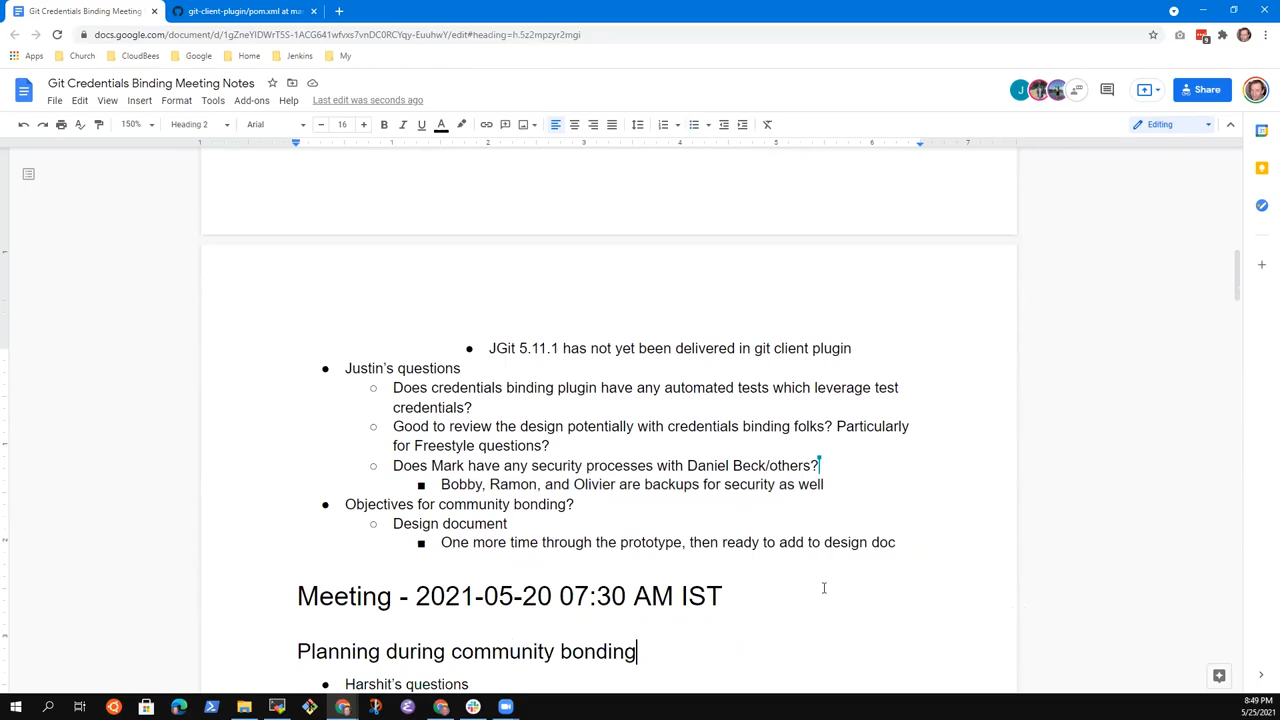 Git Credentials Binding Meeting
git-client-plugin/pom.xml at ma
docs.google.com/document/d/1gZneYIDWrT5S-1ACG641wfvxs7vnDC0RCYqy-EuuhwY/edit#heading=h.5z2mpzyr2mgi
Apps Church CloudBees Google Home Jenkins My
Git Credentials Binding Meeting Notes
File Edit View Insert Format Tools Add-ons Help Last edit was seconds ago
Share
150% Heading 2 Arial 16 Editing
● JGit 5.11.1 has not yet been delivered in git client plugin
● Justin's questions
○ Does credentials binding plugin have any automated tests which leverage test
credentials?
○ Good to review the design potentially with credentials binding folks? Particularly
for Freestyle questions?
○ Does Mark have any security processes with Daniel Beck/others?
■ Bobby, Ramon, and Olivier are backups for security as well
● Objectives for community bonding?
○ Design document
■ One more time through the prototype, then ready to add to design doc
Meeting - 2021-05-20 07:30 AM IST
Planning during community bonding
● Harshit's questions
8:49 PM
5/25/2021